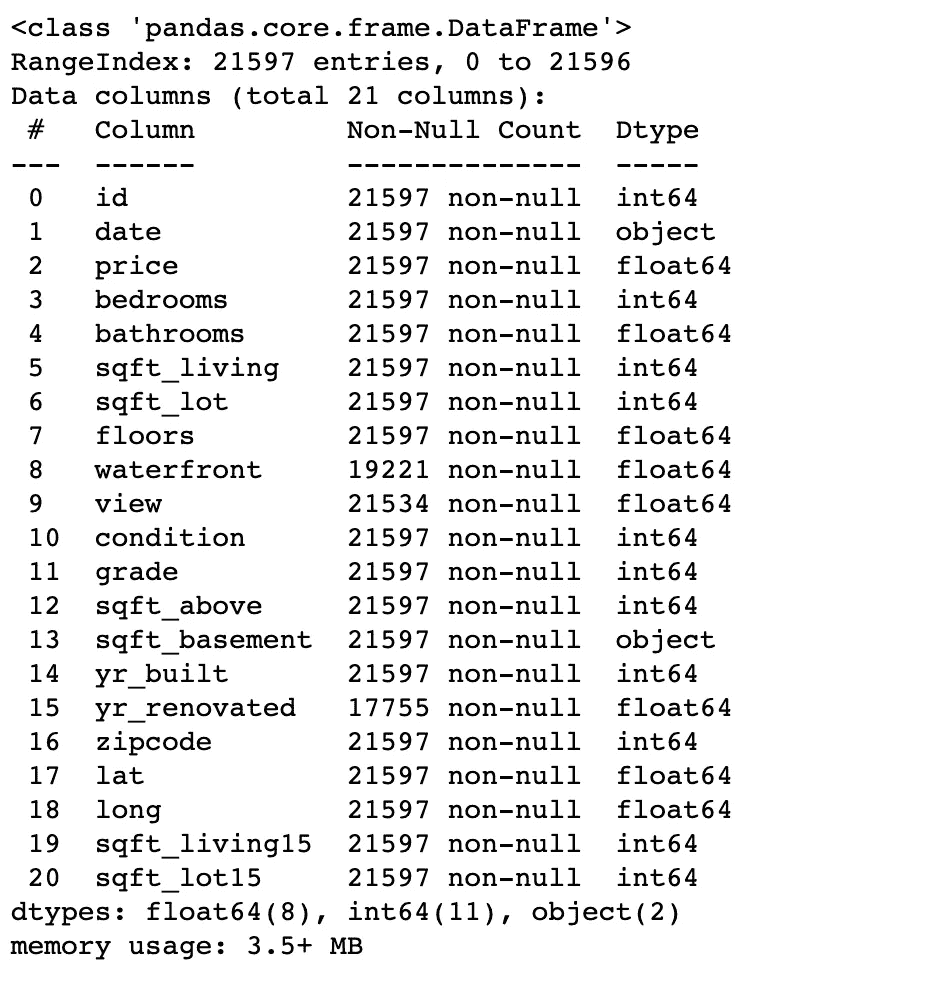 <class 'pandas.core.frame.DataFrame'>
RangeIndex: 21597 entries, 0 to 21596
Data columns (total 21 columns):
 #   Column         Non-Null Count  Dtype
---  ------         --------------  -----
 0   id             21597 non-null  int64
 1   date           21597 non-null  object
 2   price          21597 non-null  float64
 3   bedrooms       21597 non-null  int64
 4   bathrooms      21597 non-null  float64
 5   sqft_living    21597 non-null  int64
 6   sqft_lot       21597 non-null  int64
 7   floors         21597 non-null  float64
 8   waterfront     19221 non-null  float64
 9   view           21534 non-null  float64
 10  condition      21597 non-null  int64
 11  grade          21597 non-null  int64
 12  sqft_above     21597 non-null  int64
 13  sqft_basement  21597 non-null  object
 14  yr_built       21597 non-null  int64
 15  yr_renovated   17755 non-null  float64
 16  zipcode        21597 non-null  int64
 17  lat            21597 non-null  float64
 18  long           21597 non-null  float64
 19  sqft_living15  21597 non-null  int64
 20  sqft_lot15     21597 non-null  int64
dtypes: float64(8), int64(11), object(2)
memory usage: 3.5+ MB